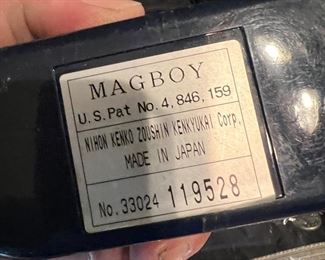 MAGBOY
U.S. Pat No. 4,846,159
NIHON KENKO ZOUSHIN KENKYUKAI Corp.
MADE IN JAPAN
No. 33024 119528